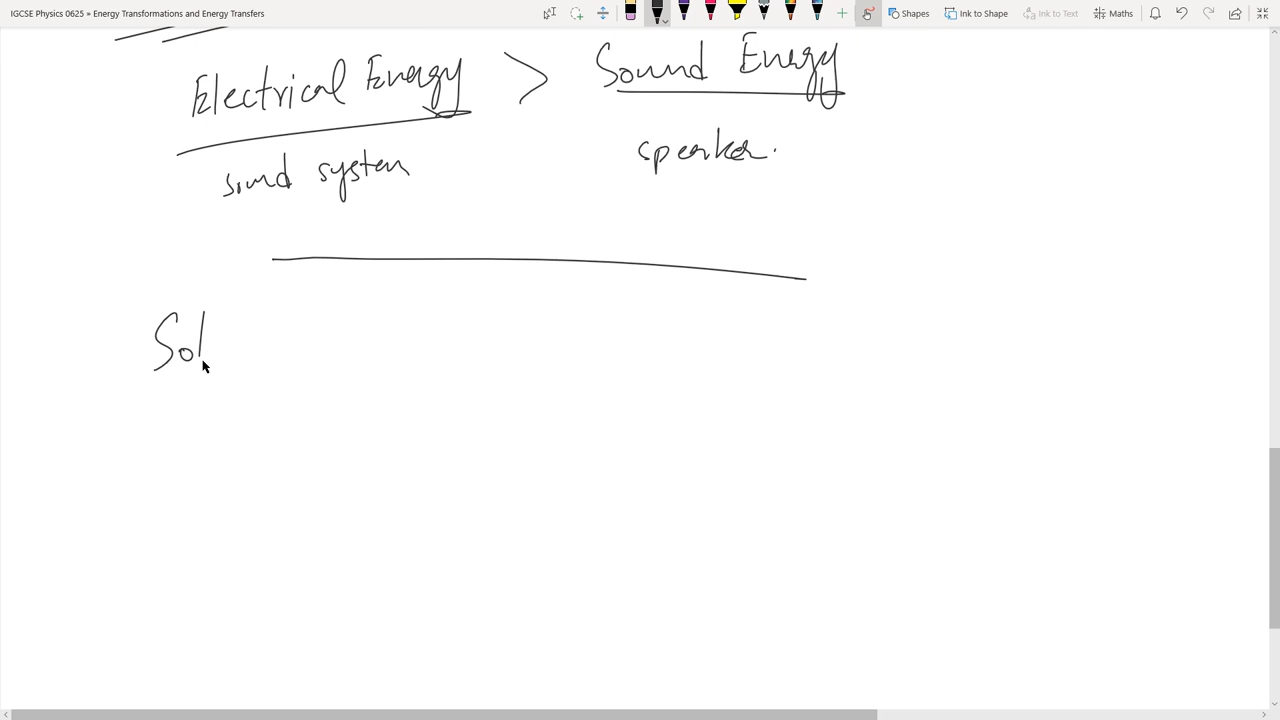 IGCSE Physics 0625 » Energy Transformations and Energy Transfers
Shapes Ink to Shape Ink to Text Maths
Electrical Energy > Sound Energy
sound system speaker.
Sol